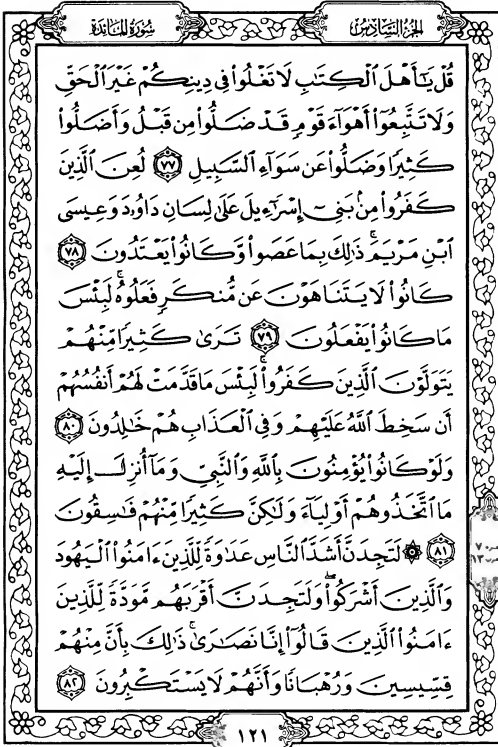 الجزء السادس
سورة المائدة
قُلْ يَٰٓأَهْلَ ٱلْكِتَٰبِ لَا تَغْلُوا۟ فِى دِينِكُمْ غَيْرَ ٱلْحَقِّ
وَلَا تَتَّبِعُوٓا۟ أَهْوَآءَ قَوْمٍ قَدْ ضَلُّوا۟ مِن قَبْلُ وَأَضَلُّوا۟
كَثِيرًا وَضَلُّوا۟ عَن سَوَآءِ ٱلسَّبِيلِ ٧٧ لُعِنَ ٱلَّذِينَ
كَفَرُوا۟ مِنۢ بَنِىٓ إِسْرَٰٓءِيلَ عَلَىٰ لِسَانِ دَاوُۥدَ وَعِيسَى
ٱبْنِ مَرْيَمَ ۚ ذَٰلِكَ بِمَا عَصَوا۟ وَّكَانُوا۟ يَعْتَدُونَ ٧٨
كَانُوا۟ لَا يَتَنَاهَوْنَ عَن مُّنكَرٍ فَعَلُوهُ ۚ لَبِئْسَ
مَا كَانُوا۟ يَفْعَلُونَ ٧٩ تَرَىٰ كَثِيرًا مِّنْهُمْ
يَتَوَلَّوْنَ ٱلَّذِينَ كَفَرُوا۟ ۚ لَبِئْسَ مَا قَدَّمَتْ لَهُمْ أَنفُسُهُمْ
أَن سَخِطَ ٱللَّهُ عَلَيْهِمْ وَفِى ٱلْعَذَابِ هُمْ خَٰلِدُونَ ٨٠
وَلَوْ كَانُوا۟ يُؤْمِنُونَ بِٱللَّهِ وَٱلنَّبِىِّ وَمَآ أُنزِلَ إِلَيْهِ
مَا ٱتَّخَذُوهُمْ أَوْلِيَآءَ وَلَٰكِنَّ كَثِيرًا مِّنْهُمْ فَٰسِقُونَ
٨١ ۞ لَتَجِدَنَّ أَشَدَّ ٱلنَّاسِ عَدَٰوَةً لِّلَّذِينَ ءَامَنُوا۟ ٱلْيَهُودَ
وَٱلَّذِينَ أَشْرَكُوا۟ ۖ وَلَتَجِدَنَّ أَقْرَبَهُم مَّوَدَّةً لِّلَّذِينَ
ءَامَنُوا۟ ٱلَّذِينَ قَالُوٓا۟ إِنَّا نَصَٰرَىٰ ۚ ذَٰلِكَ بِأَنَّ مِنْهُمْ
قِسِّيسِينَ وَرُهْبَانًا وَأَنَّهُمْ لَا يَسْتَكْبِرُونَ ٨٢
١٢١